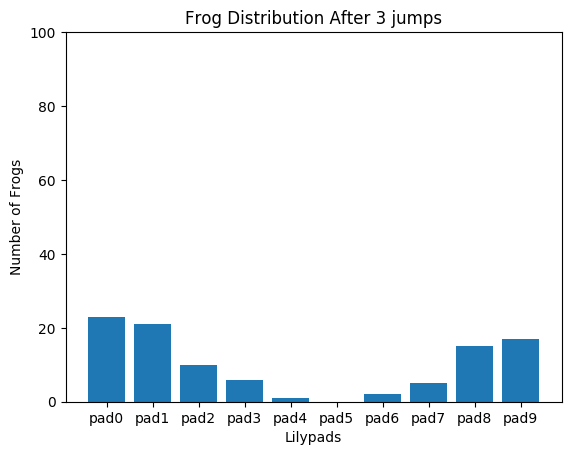 Frog Distribution After 3 jumps
100
80
60
40
20
0
Number of Frogs
pad0 pad1 pad2 pad3 pad4 pad5 pad6 pad7 pad8 pad9
Lilypads